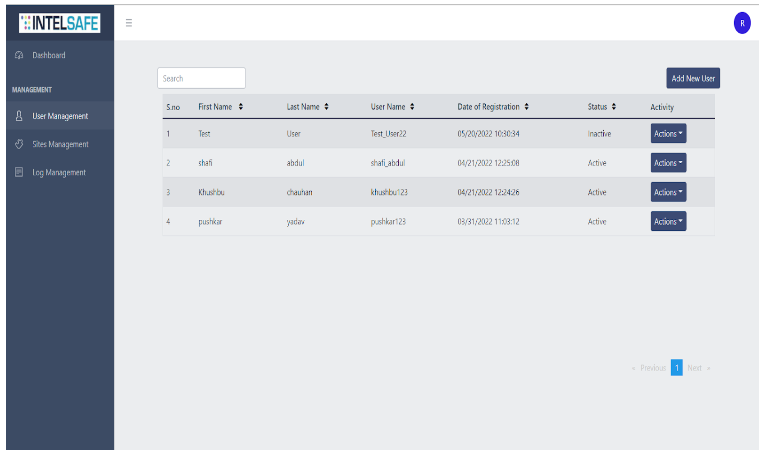 INTELSAFE
R
Dashboard
MANAGEMENT
User Management
Sites Management
Log Management
Search
Add New User
S.no First Name Last Name User Name Date of Registration Status Activity
1 Test User Test_User22 05/20/2022 10:30:34 Inactive Actions
2 shafi abdul shafi_abdul 04/21/2022 12:25:08 Active Actions
3 Khushbu chauhan khushbu123 04/21/2022 12:24:26 Active Actions
4 pushkar yadav pushkar123 03/31/2022 11:03:12 Active Actions
« Previous 1 Next »